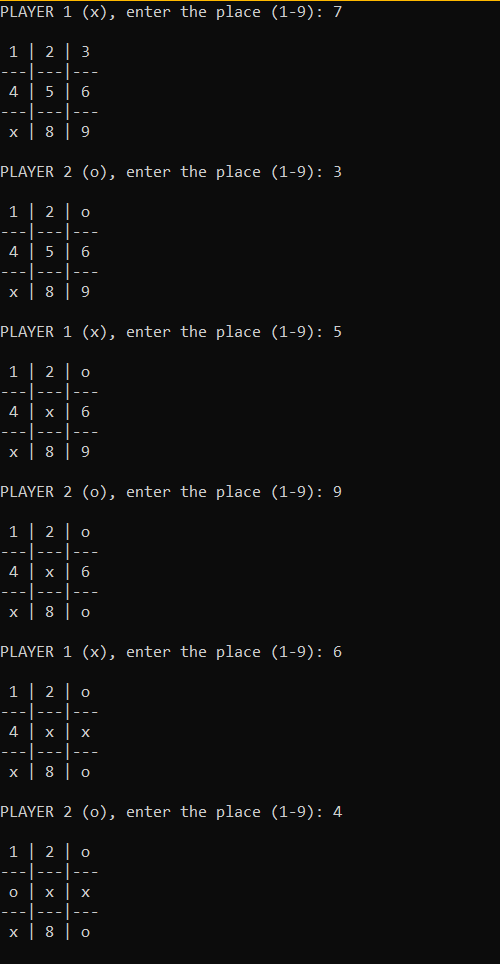 PLAYER 1 (x), enter the place (1-9): 7
 1 | 2 | 3
---|---|---
 4 | 5 | 6
---|---|---
 x | 8 | 9
PLAYER 2 (o), enter the place (1-9): 3
 1 | 2 | o
---|---|---
 4 | 5 | 6
---|---|---
 x | 8 | 9
PLAYER 1 (x), enter the place (1-9): 5
 1 | 2 | o
---|---|---
 4 | x | 6
---|---|---
 x | 8 | 9
PLAYER 2 (o), enter the place (1-9): 9
 1 | 2 | o
---|---|---
 4 | x | 6
---|---|---
 x | 8 | o
PLAYER 1 (x), enter the place (1-9): 6
 1 | 2 | o
---|---|---
 4 | x | x
---|---|---
 x | 8 | o
PLAYER 2 (o), enter the place (1-9): 4
 1 | 2 | o
---|---|---
 o | x | x
---|---|---
 x | 8 | o